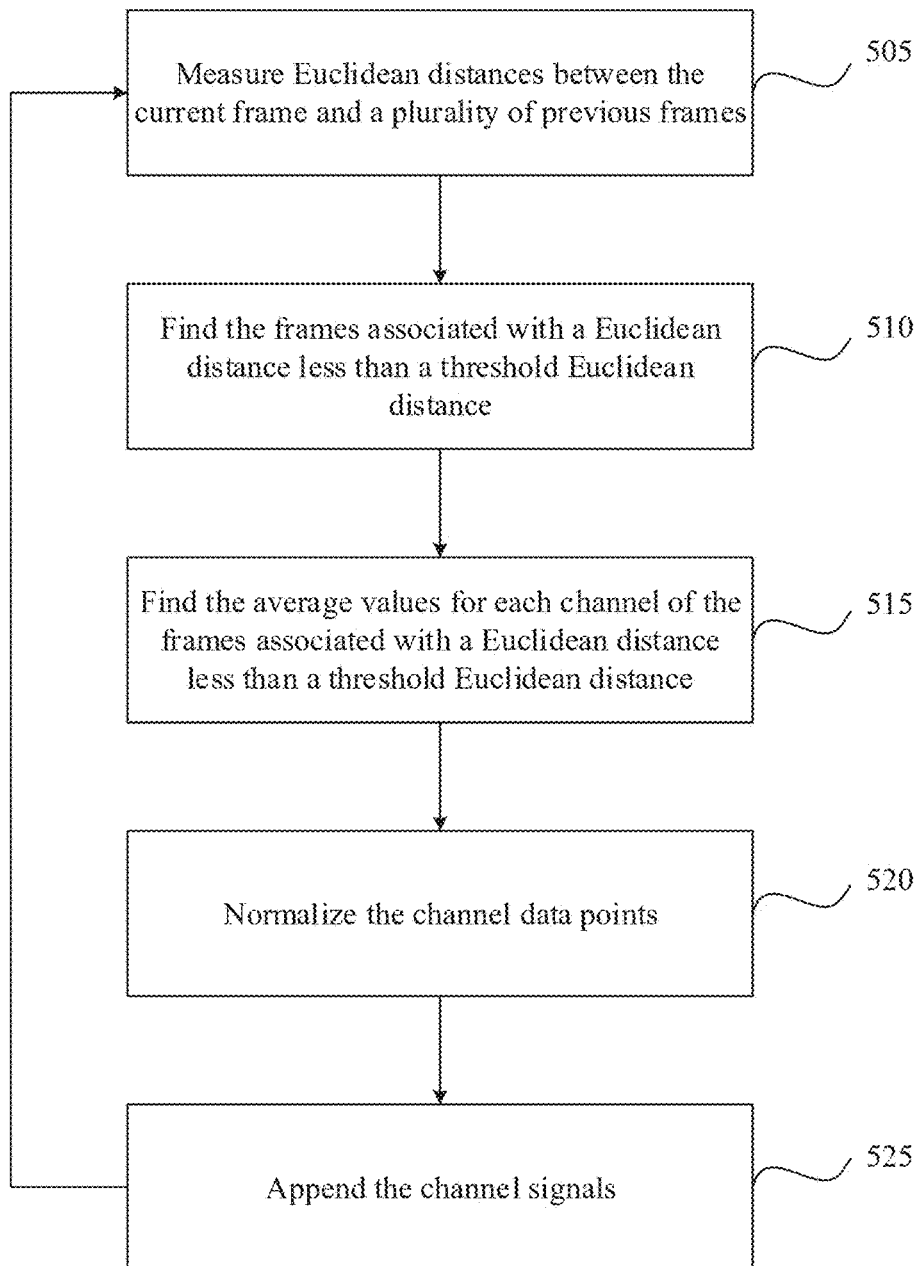 Measure Euclidean distances between the
current frame and a plurality of previous frames
505
Find the frames associated with a Euclidean
distance less than a threshold Euclidean
distance
510
Find the average values for each channel of the
frames associated with a Euclidean distance
less than a threshold Euclidean distance
515
Normalize the channel data points
520
Append the channel signals
525